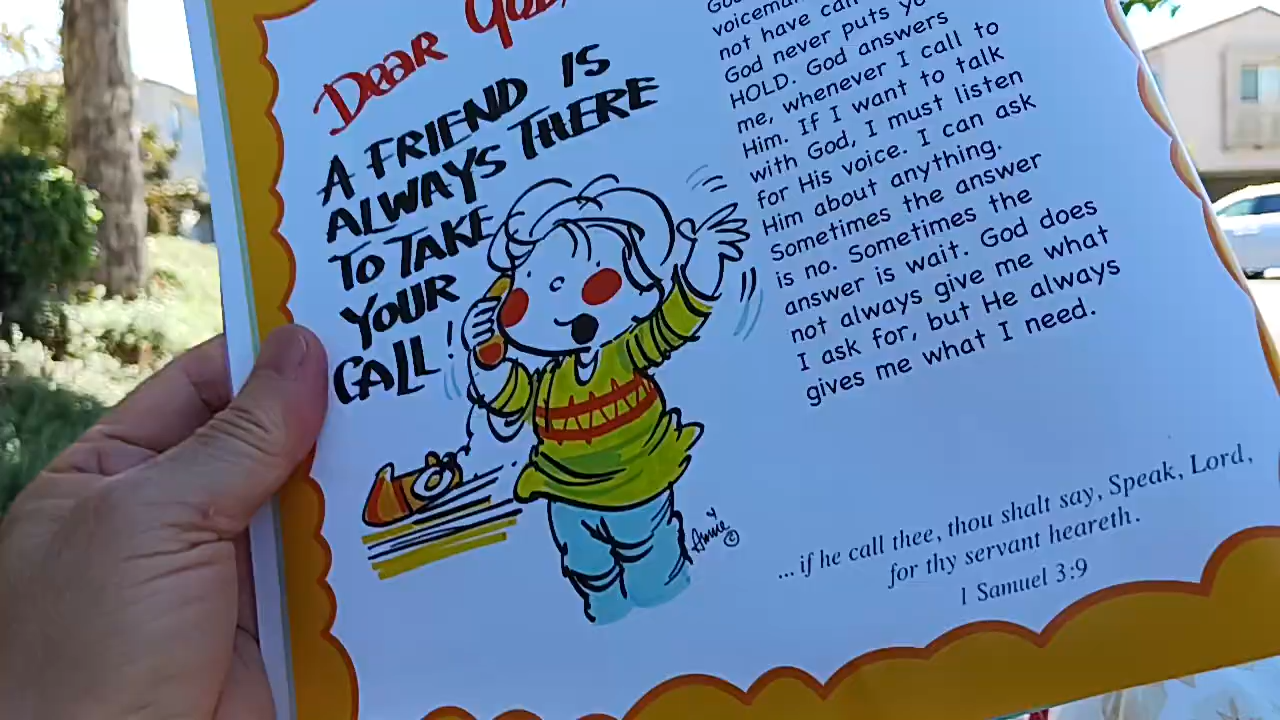 Dear God,
A FRIEND IS
ALWAYS THERE
TO TAKE
YOUR
CALL!
Annie ©
not have call
God never puts
HOLD. God answers
me, whenever I call to
Him. If I want to talk
with God, I must listen
for His voice. I can ask
Him about anything.
Sometimes the answer
is no. Sometimes the
answer is wait. God does
not always give me what
I ask for, but He always
gives me what I need.
... if he call thee, thou shalt say, Speak, Lord,
for thy servant heareth.
1 Samuel 3:9